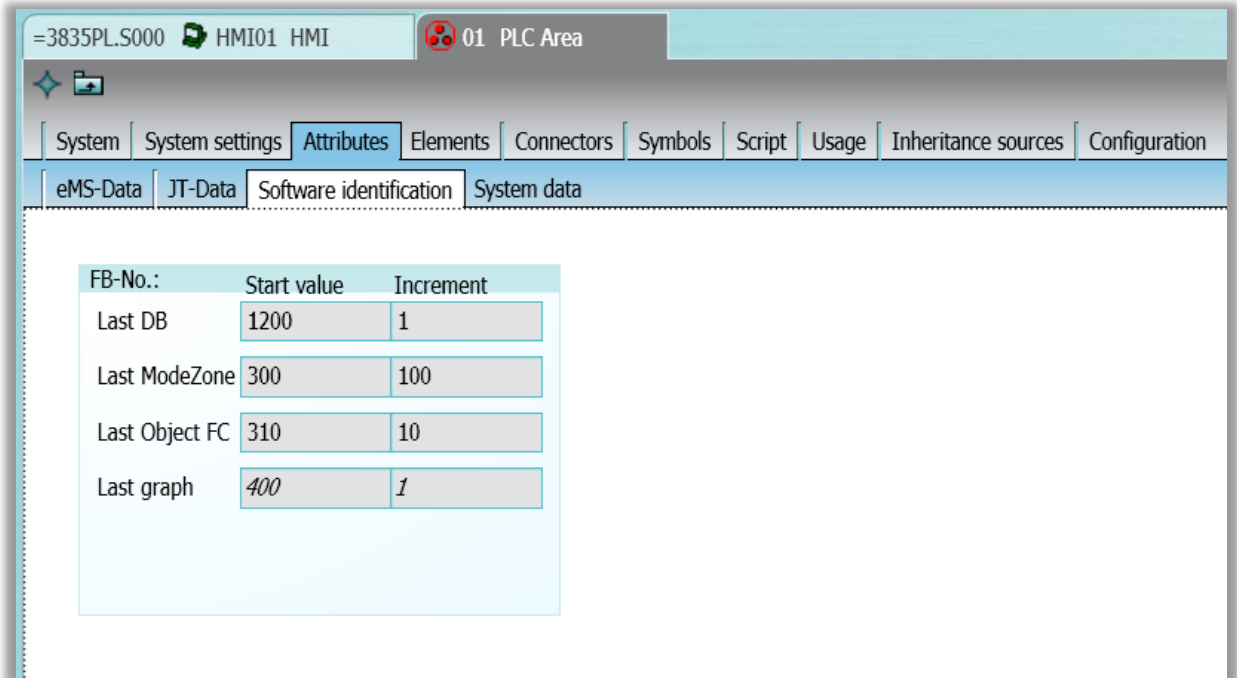 =3835PL.S000 HMI01 HMI 01 PLC Area
System System settings Attributes Elements Connectors Symbols Script Usage Inheritance sources Configuration
eMS-Data JT-Data Software identification System data
FB-No.: Start value Increment
Last DB 1200 1
Last ModeZone 300 100
Last Object FC 310 10
Last graph 400 1